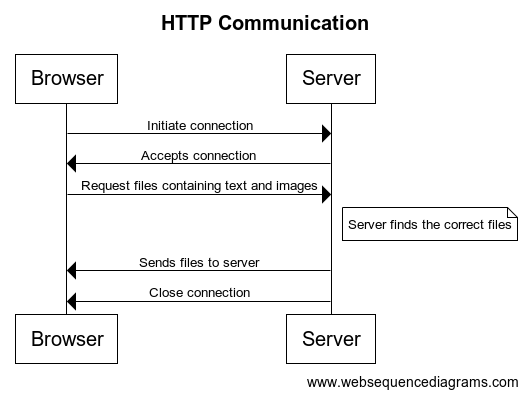 HTTP Communication
Browser
Server
Initiate connection
Accepts connection
Request files containing text and images
Server finds the correct files
Sends files to server
Close connection
Browser
Server
www.websequencediagrams.com